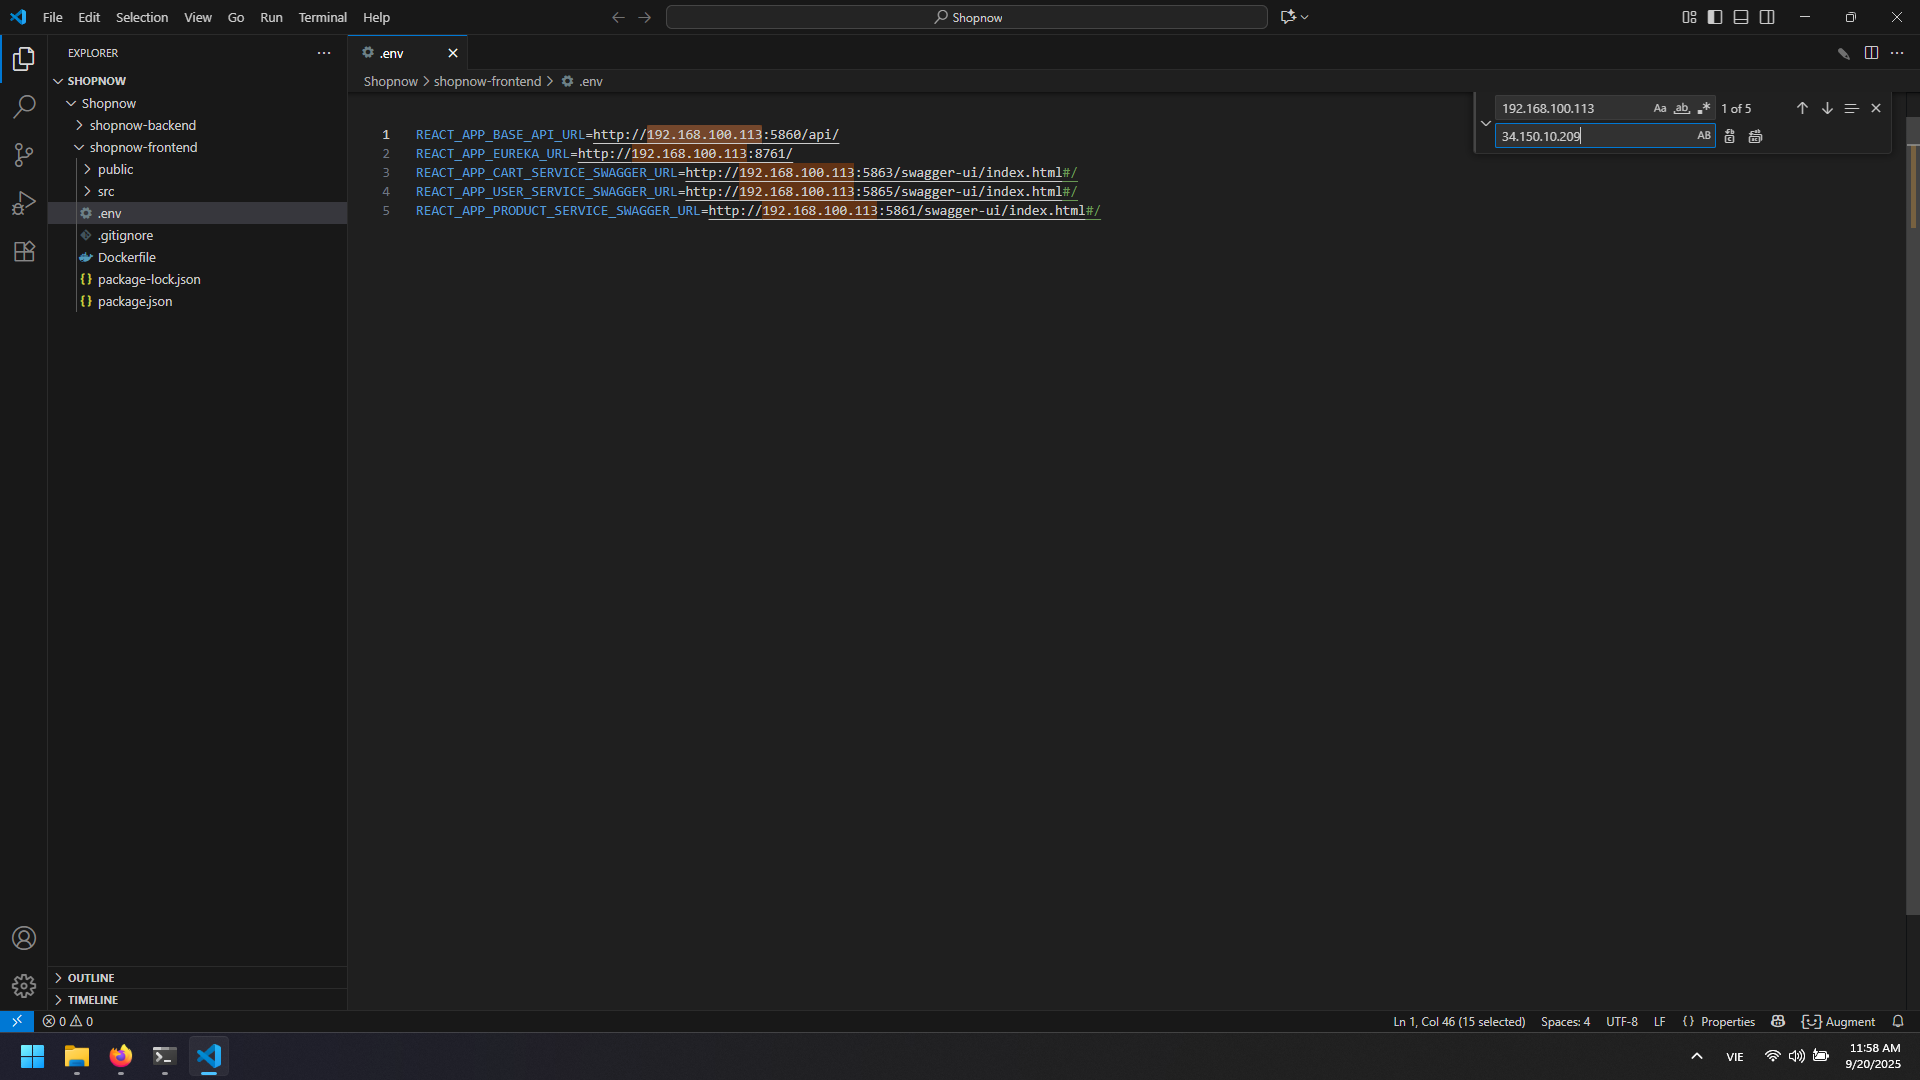 File Edit Selection View Go Run Terminal Help
Shopnow
EXPLORER
.env
SHOPNOW
Shopnow > shopnow-frontend > .env
Shopnow
shopnow-backend
shopnow-frontend
public
src
.env
.gitignore
Dockerfile
package-lock.json
package.json
192.168.100.113 Aa ab 1 of 5
34.150.10.209 AB
1 REACT_APP_BASE_API_URL=http://192.168.100.113:5860/api/
2 REACT_APP_EUREKA_URL=http://192.168.100.113:8761/
3 REACT_APP_CART_SERVICE_SWAGGER_URL=http://192.168.100.113:5863/swagger-ui/index.html#/
4 REACT_APP_USER_SERVICE_SWAGGER_URL=http://192.168.100.113:5865/swagger-ui/index.html#/
5 REACT_APP_PRODUCT_SERVICE_SWAGGER_URL=http://192.168.100.113:5861/swagger-ui/index.html#/
OUTLINE
TIMELINE
0 0
Ln 1, Col 46 (15 selected) Spaces: 4 UTF-8 LF {} Properties Augment
VIE
11:58 AM
9/20/2025